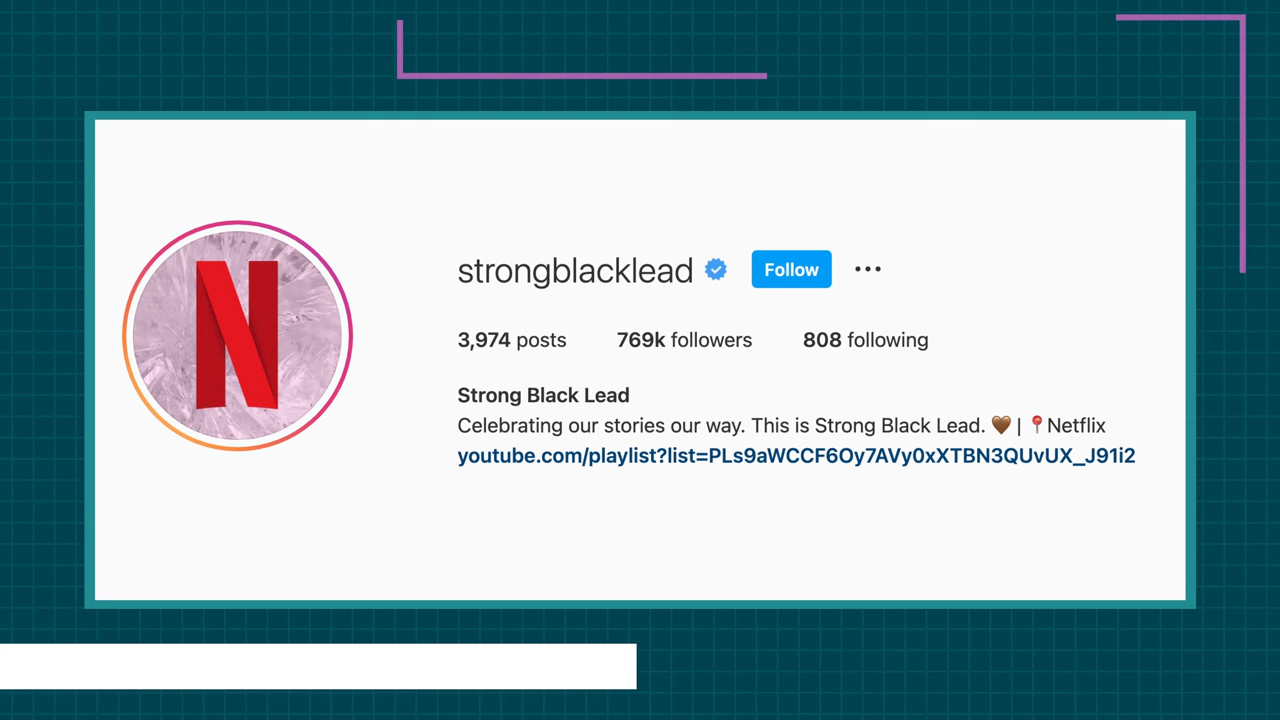 strongblacklead Follow
3,974 posts 769k followers 808 following
Strong Black Lead
Celebrating our stories our way. This is Strong Black Lead. 🤎 | 📍Netflix
youtube.com/playlist?list=PLs9aWCCF6Oy7AVy0xXTBN3QUvUX_J91i2